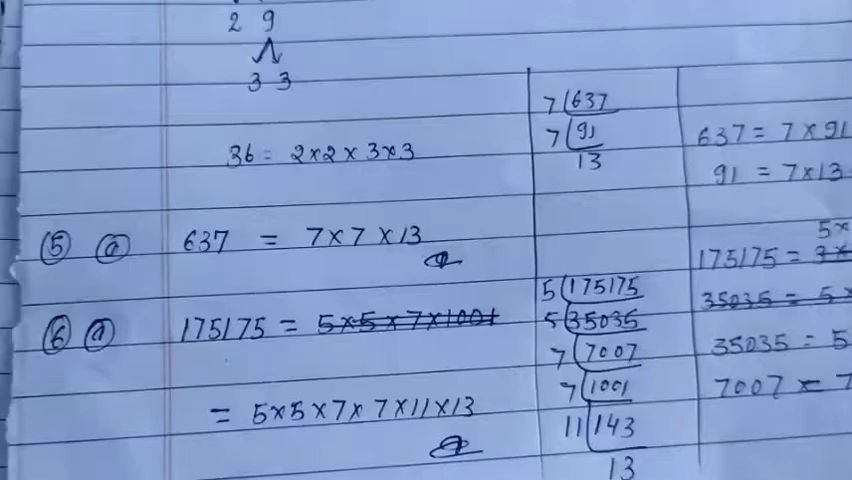 2 9
3 3
36 = 2×2×3×3
⑤ ⓐ 637 = 7×7×13
⑥ ⓐ 175175 = 5×5×7×1001
= 5×5×7×7×11×13
7 637
7 91
13
5 175175
5 35035
7 7007
7 1001
11 143
13
637 = 7×91
91 = 7×13
5×
175175 =
35035 = 5×
35035 = 5
7007 = 7